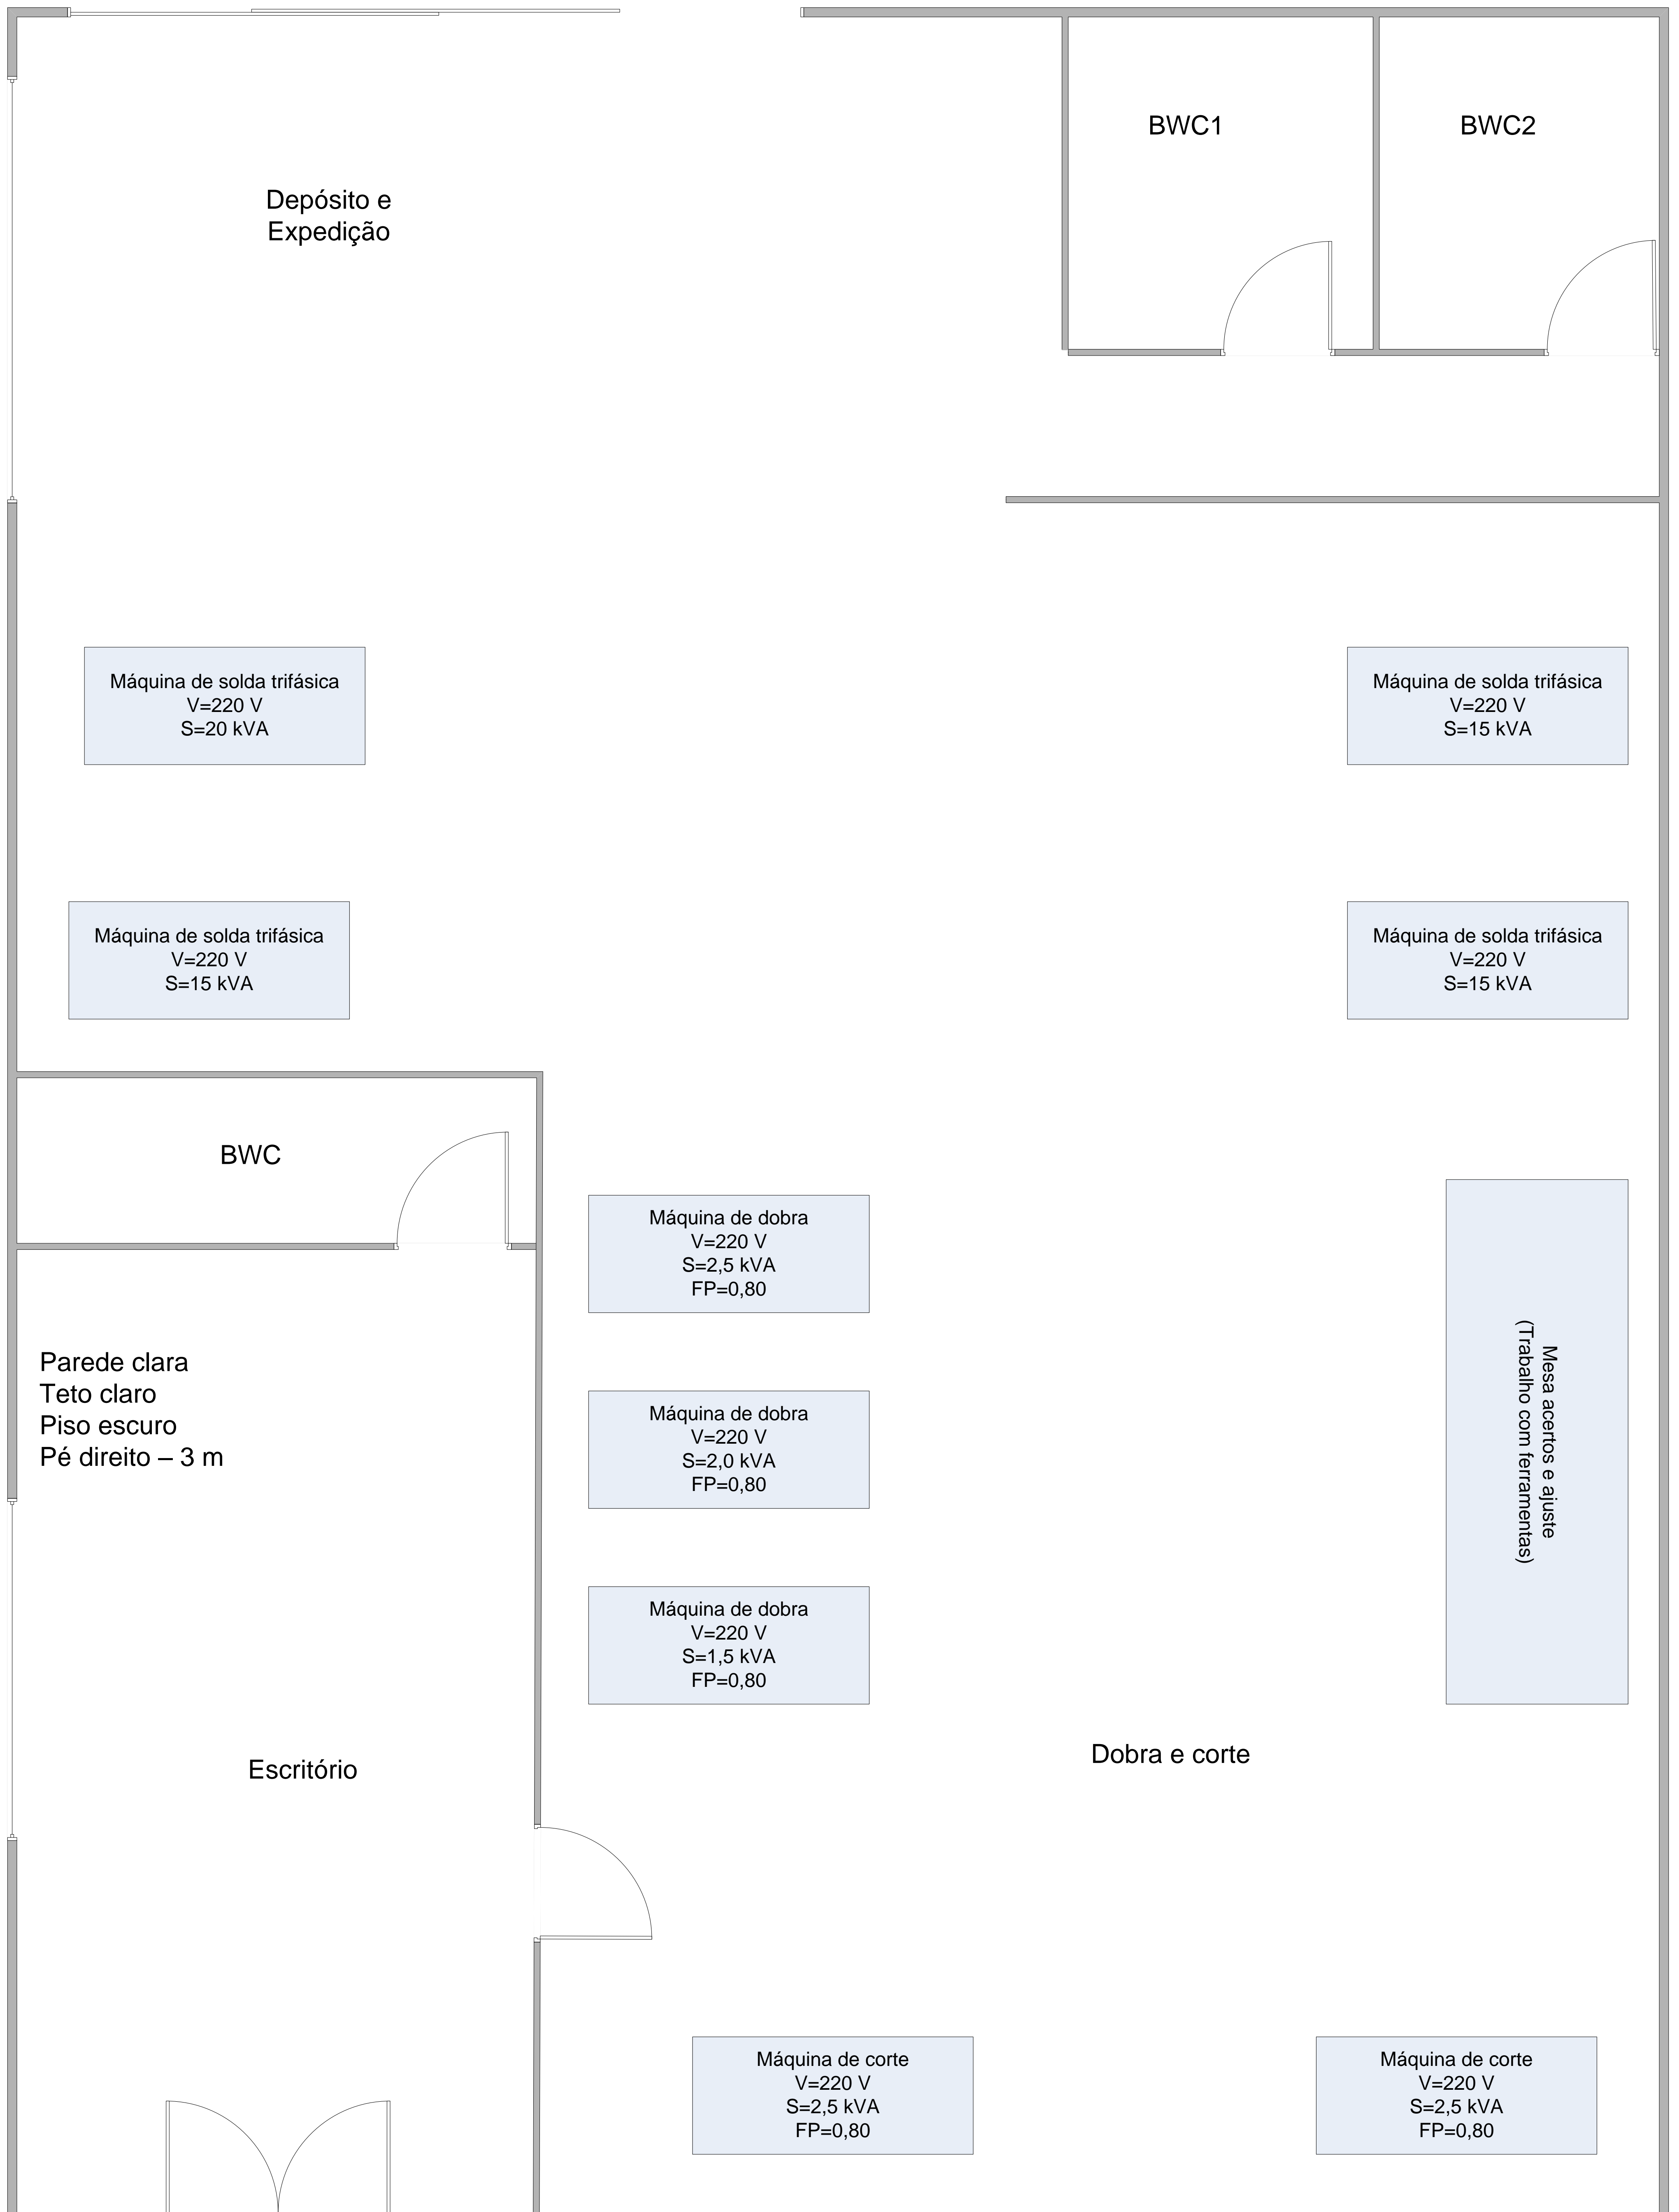 BWC1
BWC2
Depósito e
Expedição
Máquina de solda trifásica
V=220 V
S=20 kVA
Máquina de solda trifásica
V=220 V
S=15 kVA
Máquina de solda trifásica
V=220 V
S=15 kVA
Máquina de solda trifásica
V=220 V
S=15 kVA
BWC
Máquina de dobra
V=220 V
S=2,5 kVA
FP=0,80
Mesa acertos e ajuste
(Trabalho com ferramentas)
Parede clara
Teto claro
Piso escuro
Pé direito – 3 m
Máquina de dobra
V=220 V
S=2,0 kVA
FP=0,80
Máquina de dobra
V=220 V
S=1,5 kVA
FP=0,80
Dobra e corte
Escritório
Máquina de corte
V=220 V
S=2,5 kVA
FP=0,80
Máquina de corte
V=220 V
S=2,5 kVA
FP=0,80